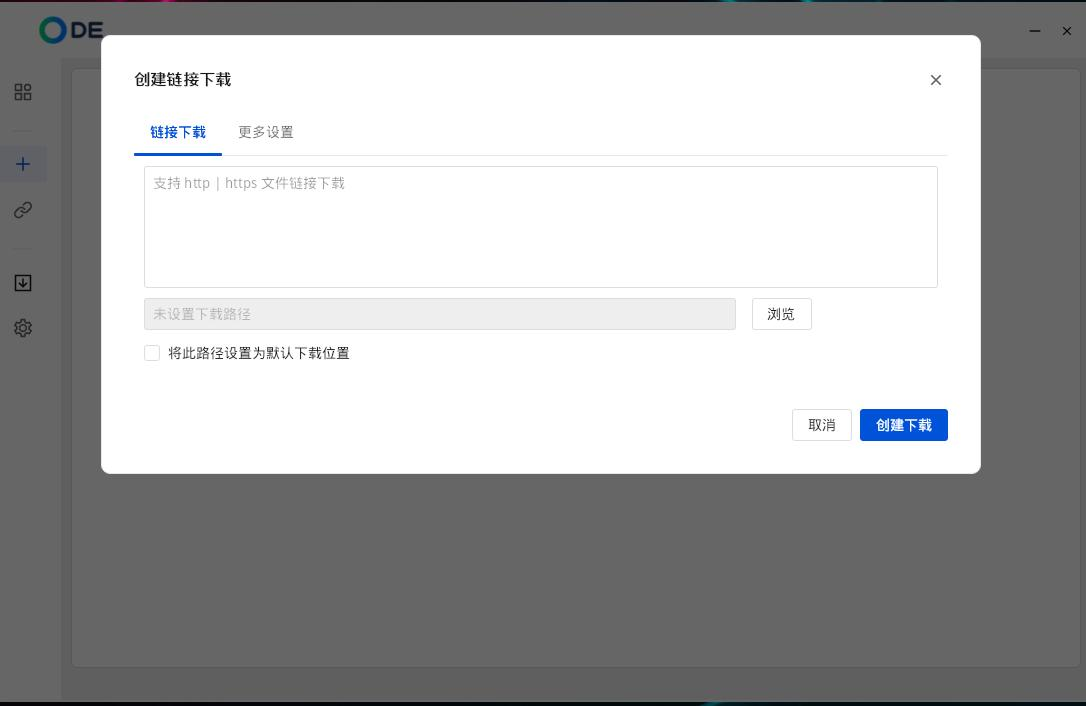 DE
创建链接下载
链接下载 更多设置
支持 http | https 文件链接下载
未设置下载路径
浏览
将此路径设置为默认下载位置
取消 创建下载